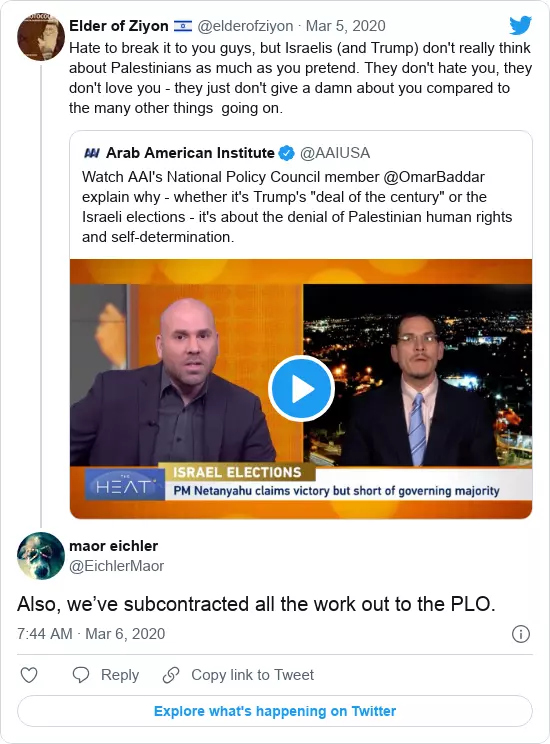 Elder of Ziyon 🇮🇱 @elderofziyon · Mar 5, 2020
Hate to break it to you guys, but Israelis (and Trump) don't really think
about Palestinians as much as you pretend. They don't hate you, they
don't love you - they just don't give a damn about you compared to
the many other things going on.
Arab American Institute @AAIUSA
Watch AAI's National Policy Council member @OmarBaddar
explain why - whether it's Trump's "deal of the century" or the
Israeli elections - it's about the denial of Palestinian human rights
and self-determination.
THE
HEAT
ISRAEL ELECTIONS
PM Netanyahu claims victory but short of governing majority
maor eichler
@EichlerMaor
Also, we’ve subcontracted all the work out to the PLO.
7:44 AM · Mar 6, 2020
Reply
Copy link to Tweet
Explore what's happening on Twitter